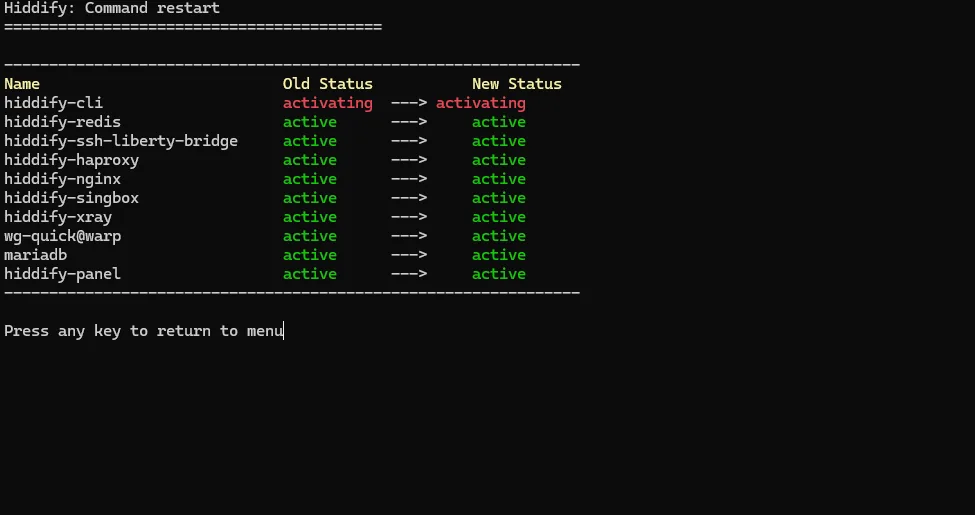 Hiddify: Command restart
==========================================
----------------------------------------------------------------
Name Old Status New Status
hiddify-cli activating ---> activating
hiddify-redis active ---> active
hiddify-ssh-liberty-bridge active ---> active
hiddify-haproxy active ---> active
hiddify-nginx active ---> active
hiddify-singbox active ---> active
hiddify-xray active ---> active
wg-quick@warp active ---> active
mariadb active ---> active
hiddify-panel active ---> active
----------------------------------------------------------------
Press any key to return to menu